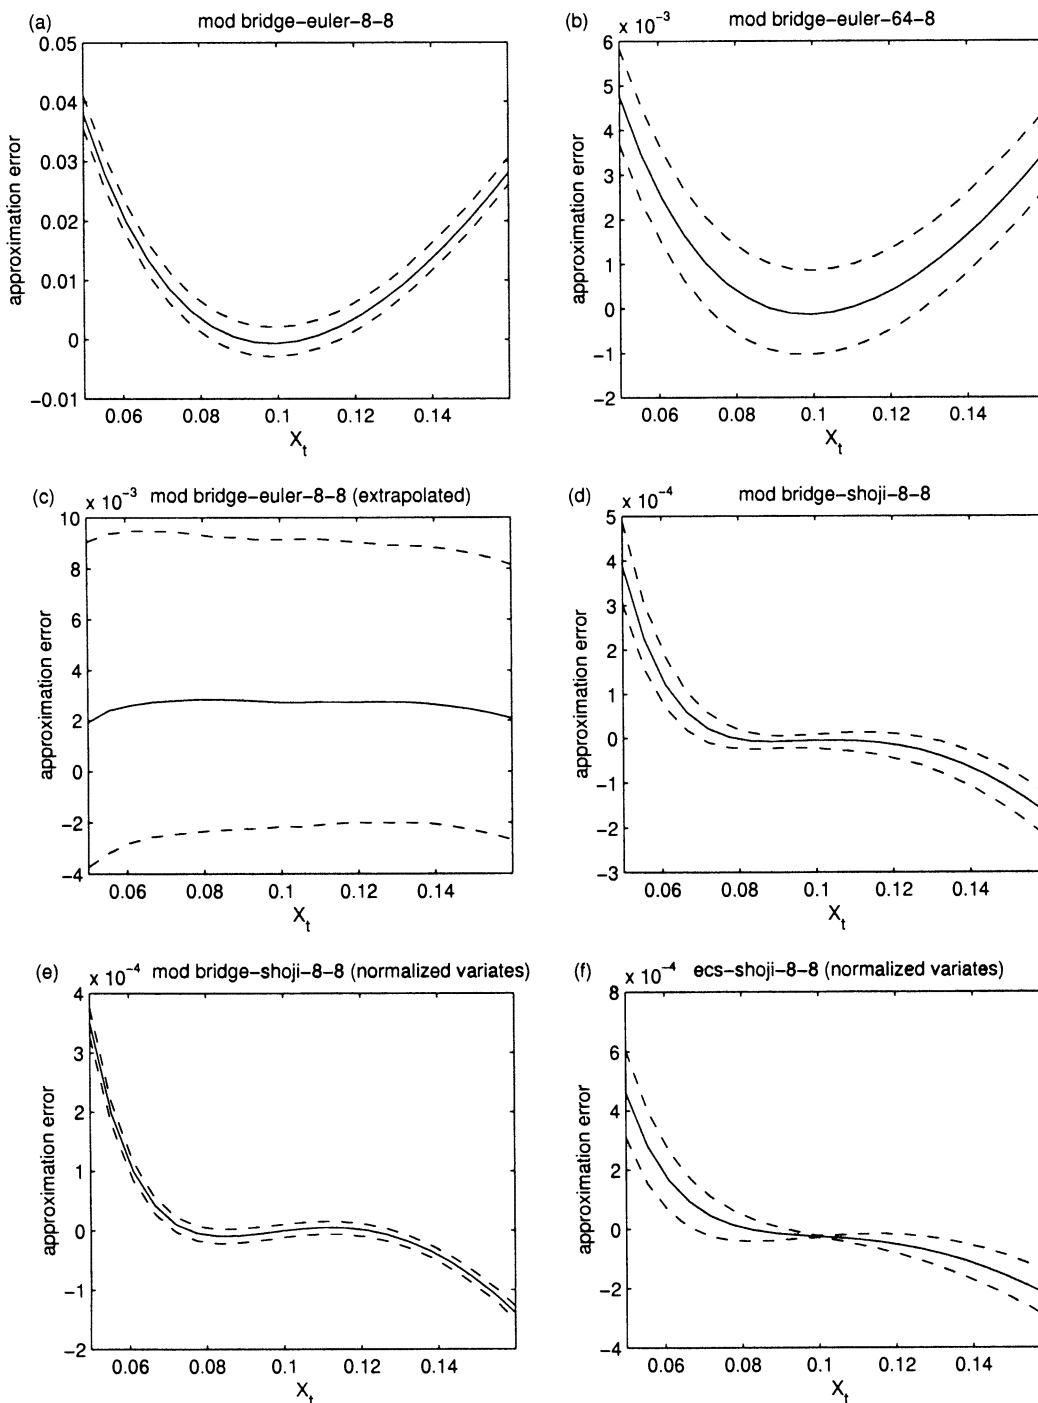 (a)
mod bridge-euler-8-8
0.05
0.04
0.03
0.02
0.01
0
-0.01
approximation error
0.06
0.08
0.1
0.12
0.14
X_t
(b)
mod bridge-euler-64-8
x 10^-3
6
5
4
3
2
1
0
-1
-2
approximation error
0.06
0.08
0.1
0.12
0.14
X_t
(c)
x 10^-3
mod bridge-euler-8-8 (extrapolated)
10
8
6
4
2
0
-2
-4
approximation error
0.06
0.08
0.1
0.12
0.14
X_t
(d)
x 10^-4
mod bridge-shoji-8-8
5
4
3
2
1
0
-1
-2
-3
approximation error
0.06
0.08
0.1
0.12
0.14
X_t
(e)
x 10^-4
mod bridge-shoji-8-8 (normalized variates)
4
3
2
1
0
-1
-2
approximation error
0.06
0.08
0.1
0.12
0.14
X_t
(f)
x 10^-4
ecs-shoji-8-8 (normalized variates)
8
6
4
2
0
-2
-4
approximation error
0.06
0.08
0.1
0.12
0.14
X_t